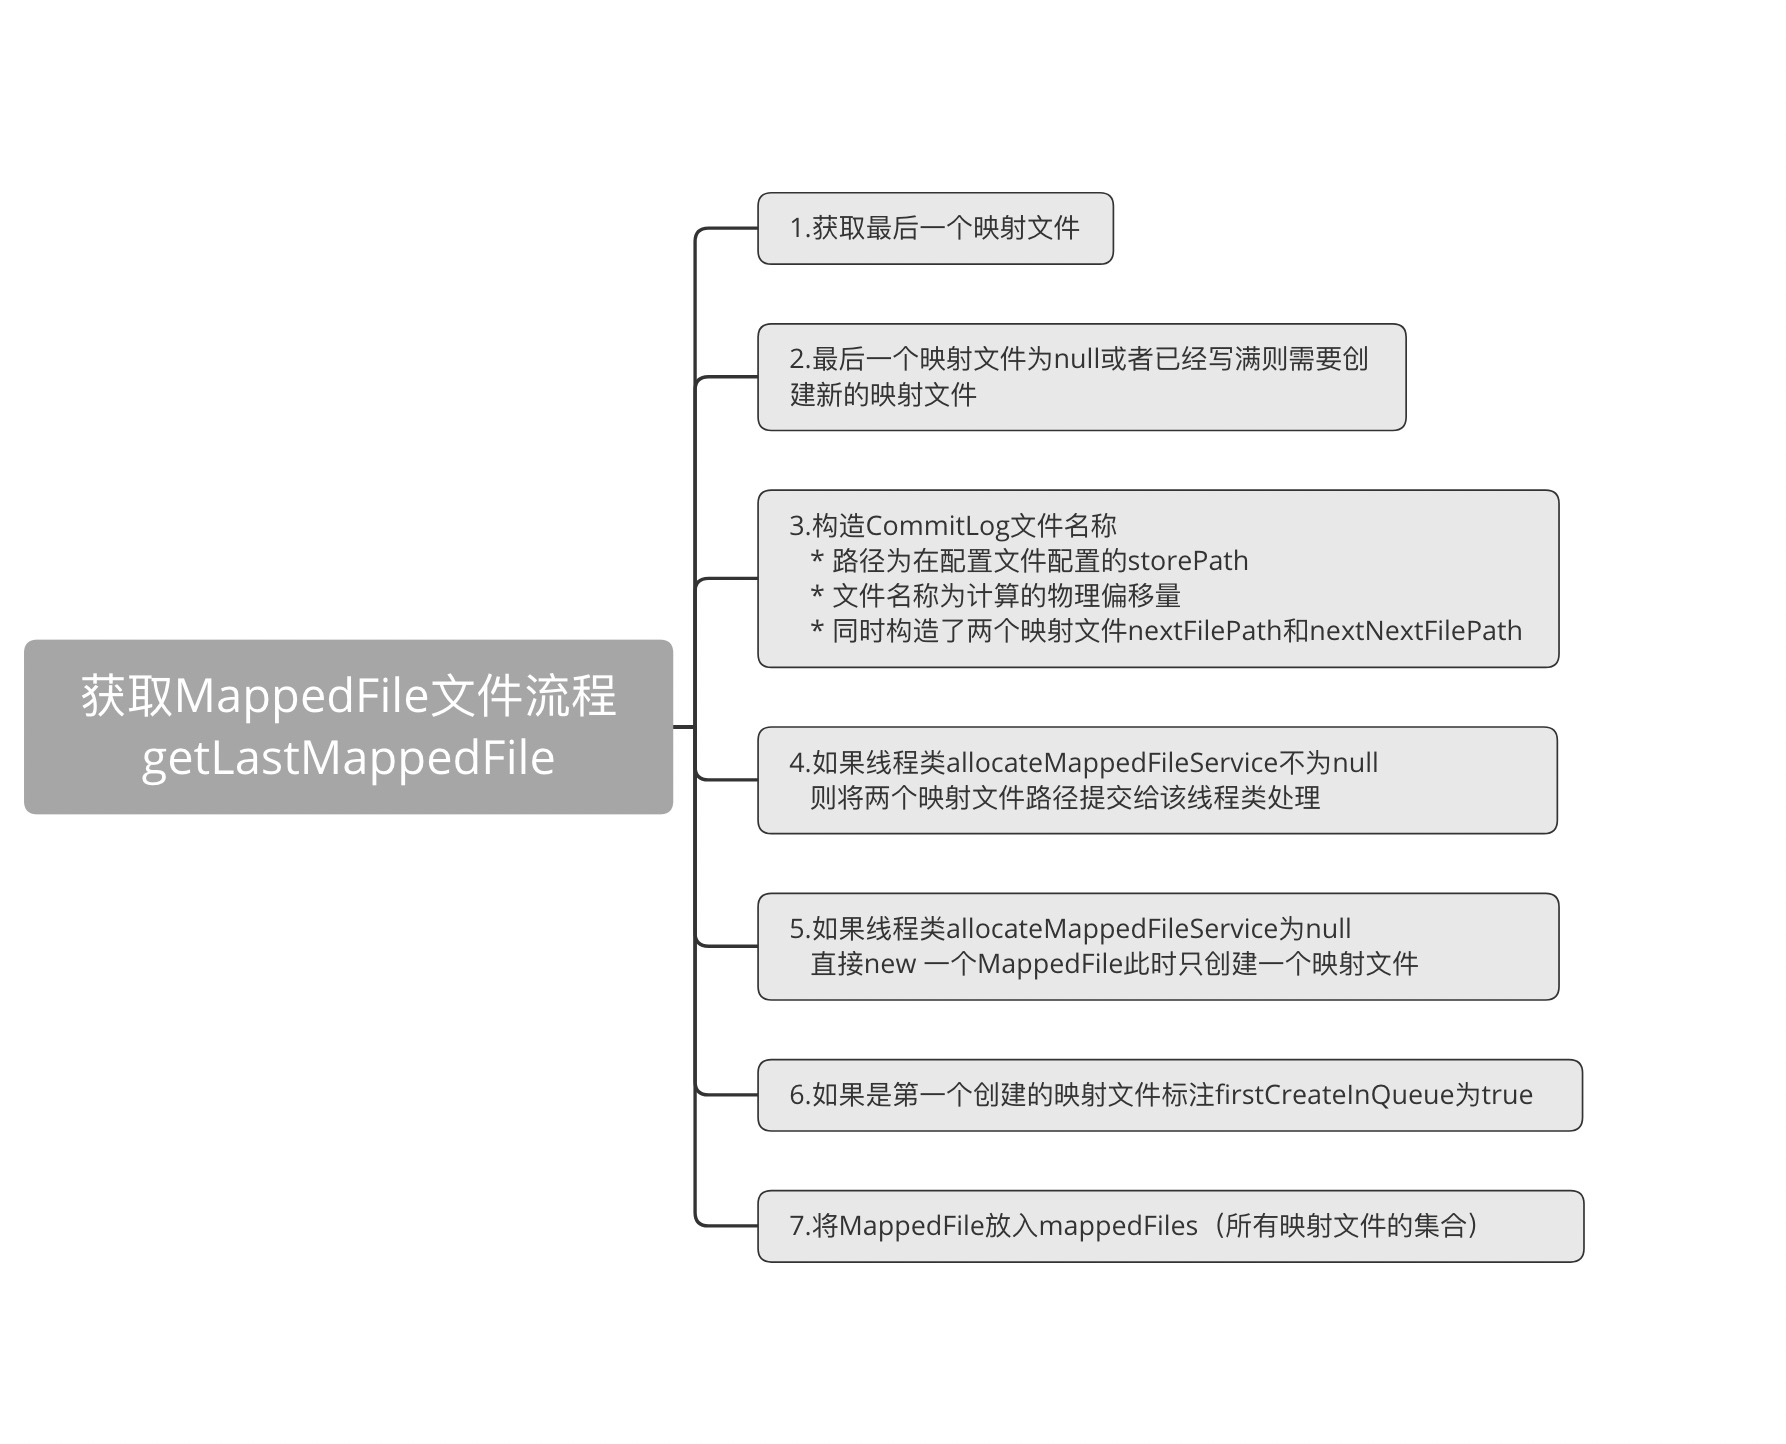 获取MappedFile文件流程
getLastMappedFile
1.获取最后一个映射文件
2.最后一个映射文件为null或者已经写满则需要创
建新的映射文件
3.构造CommitLog文件名称
* 路径为在配置文件配置的storePath
* 文件名称为计算的物理偏移量
* 同时构造了两个映射文件nextFilePath和nextNextFilePath
4.如果线程类allocateMappedFileService不为null
则将两个映射文件路径提交给该线程类处理
5.如果线程类allocateMappedFileService为null
直接new 一个MappedFile此时只创建一个映射文件
6.如果是第一个创建的映射文件标注firstCreateInQueue为true
7.将MappedFile放入mappedFiles（所有映射文件的集合）